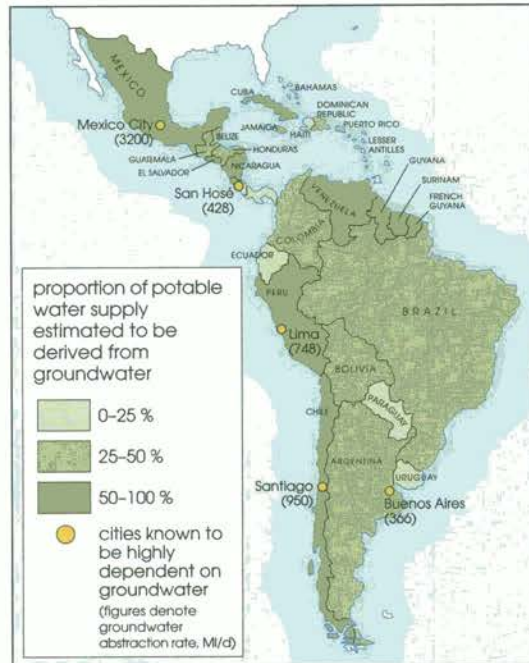 MEXICO
Mexico City
(3200)
CUBA
BAHAMAS
DOMINICAN
REPUBLIC
JAMAICA
HAITI
PUERTO RICO
BELIZE
HONDURAS
LESSER
ANTILLES
GUATEMALA
EL SALVADOR
NICARAGUA
GUYANA
San Hosé
(428)
VENEZUELA
SURINAM
FRENCH
GUYANA
COLOMBIA
ECUADOR
PERU
BRAZIL
Lima
(748)
BOLIVIA
PARAGUAY
CHILE
ARGENTINA
URUGUAY
Santiago
(950)
Buenos Aires
(366)
proportion of potable
water supply
estimated to be
derived from
groundwater
0–25 %
25–50 %
50–100 %
cities known to
be highly
dependent on
groundwater
(figures denote
groundwater
abstraction rate, Ml/d)